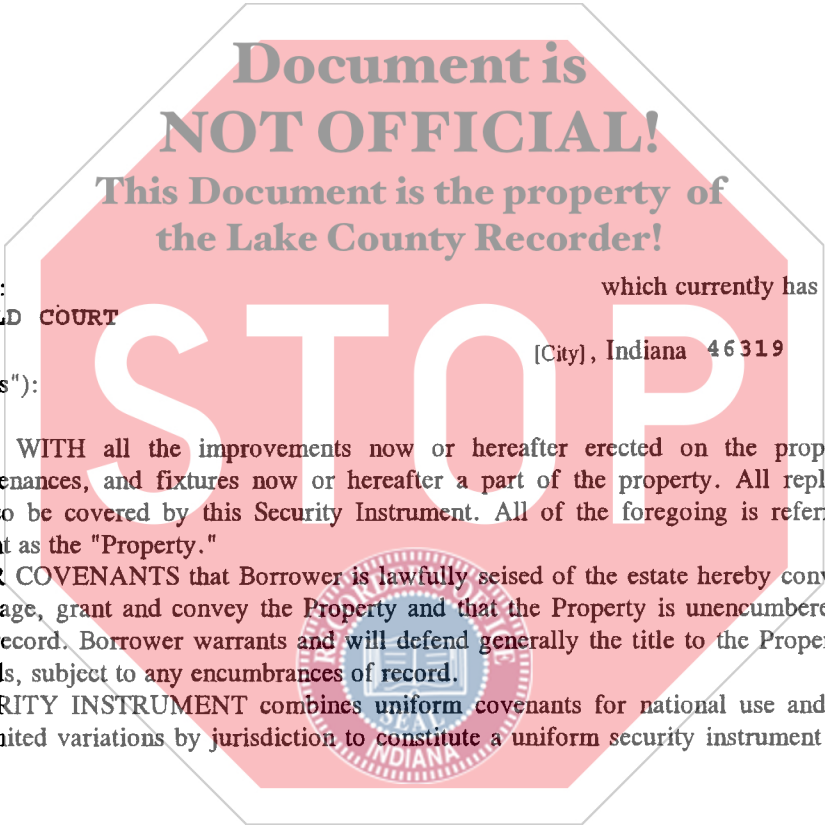 Document is
NOT OFFICIAL!
This Document is the property of
the Lake County Recorder!
: which currently has
LD COURT
[City], Indiana 46319
s"):
STOP
WITH all the improvements now or hereafter erected on the prop
enances, and fixtures now or hereafter a part of the property. All repl
o be covered by this Security Instrument. All of the foregoing is referr
t as the "Property."
R COVENANTS that Borrower is lawfully seised of the estate hereby conv
age, grant and convey the Property and that the Property is unencumbere
ecord. Borrower warrants and will defend generally the title to the Proper
ls, subject to any encumbrances of record.
RITY INSTRUMENT combines uniform covenants for national use and
nited variations by jurisdiction to constitute a uniform security instrument
SEAL
INDIANA